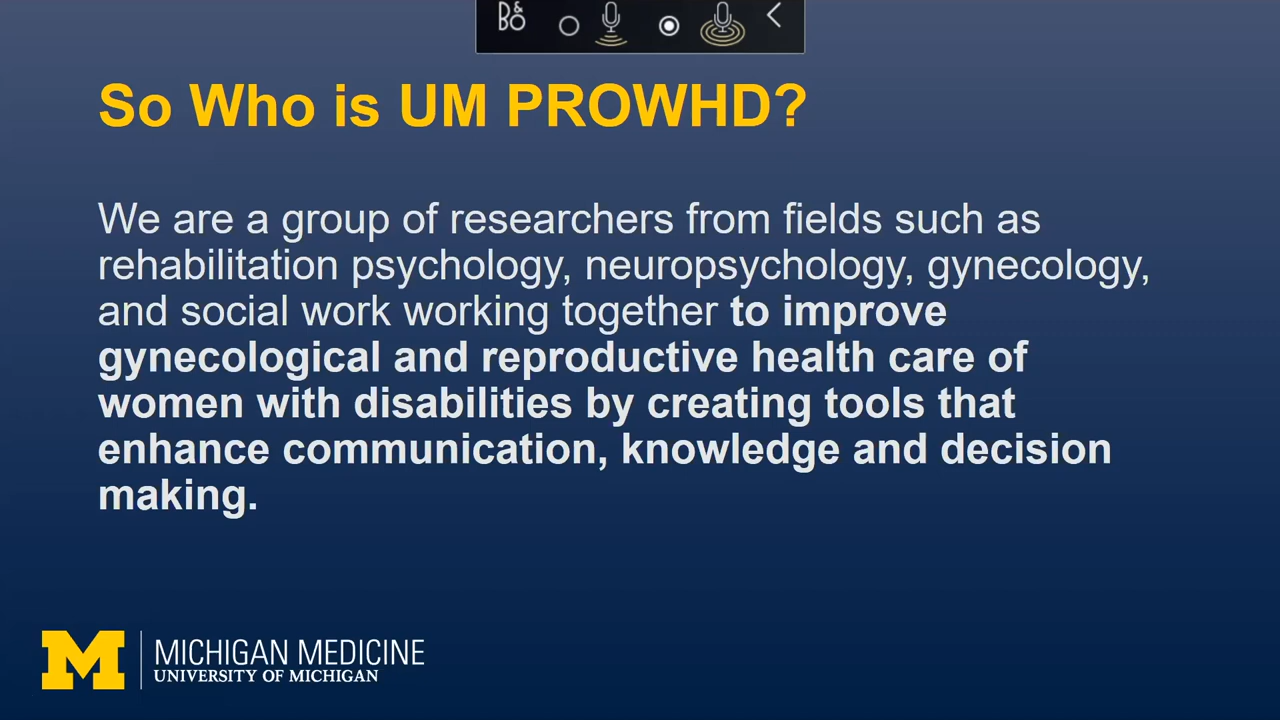 B&O
So Who is UM PROWHD?
We are a group of researchers from fields such as
rehabilitation psychology, neuropsychology, gynecology,
and social work working together to improve
gynecological and reproductive health care of
women with disabilities by creating tools that
enhance communication, knowledge and decision
making.
M
MICHIGAN MEDICINE
UNIVERSITY OF MICHIGAN